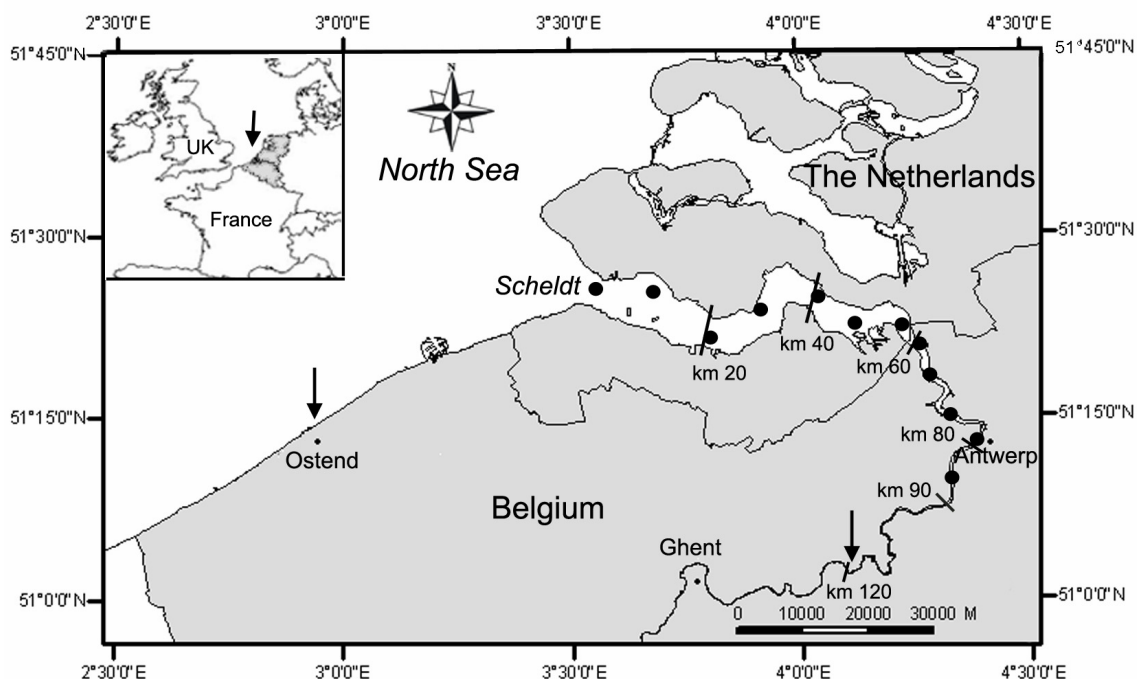 2°30'0"E 3°0'0"E 3°30'0"E 4°0'0"E 4°30'0"E
51°45'0"N 51°45'0"N
N
UK
North Sea
The Netherlands
France
51°30'0"N 51°30'0"N
Scheldt
km 40
km 60
km 20
51°15'0"N 51°15'0"N
km 80
Antwerp
Ostend
km 90
Belgium
Ghent
km 120
51°0'0"N 51°0'0"N
0 10000 20000 30000 M
2°30'0"E 3°0'0"E 3°30'0"E 4°0'0"E 4°30'0"E